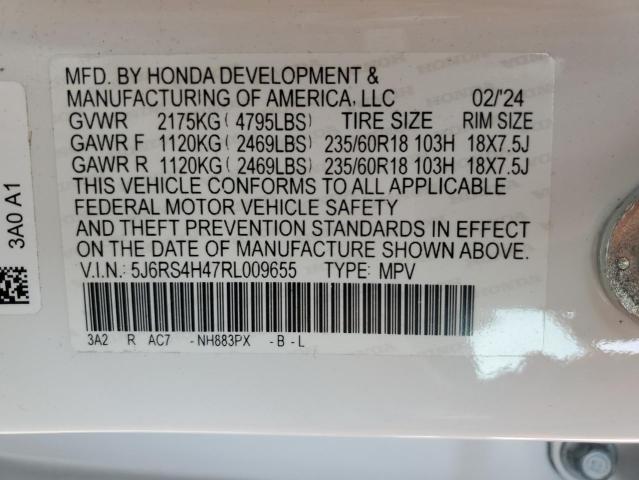 MFD. BY HONDA DEVELOPMENT &
MANUFACTURING OF AMERICA, LLC 02/'24
GVWR 2175KG ( 4795LBS) TIRE SIZE RIM SIZE
GAWR F 1120KG ( 2469LBS) 235/60R18 103H 18X7.5J
GAWR R 1120KG ( 2469LBS) 235/60R18 103H 18X7.5J
THIS VEHICLE CONFORMS TO ALL APPLICABLE
FEDERAL MOTOR VEHICLE SAFETY
AND THEFT PREVENTION STANDARDS IN EFFECT
ON THE DATE OF MANUFACTURE SHOWN ABOVE.
V.I.N.: 5J6RS4H47RL009655 TYPE: MPV
3A2 R AC7 -NH883PX -B -L
3A0 A1